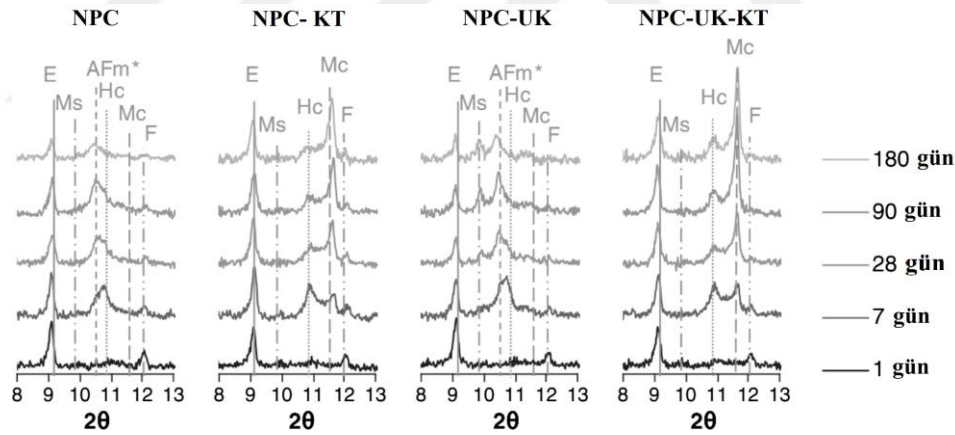 NPC
E
Ms
AFm*
Hc
Mc
F
8 9 10 11 12 13
2θ
NPC- KT
E
Ms
Hc
Mc
F
8 9 10 11 12 13
2θ
NPC-UK
E
Ms
AFm*
Hc
Mc
F
8 9 10 11 12 13
2θ
NPC-UK-KT
E
Ms
Hc
Mc
F
8 9 10 11 12 13
2θ
180 gün
90 gün
28 gün
7 gün
1 gün